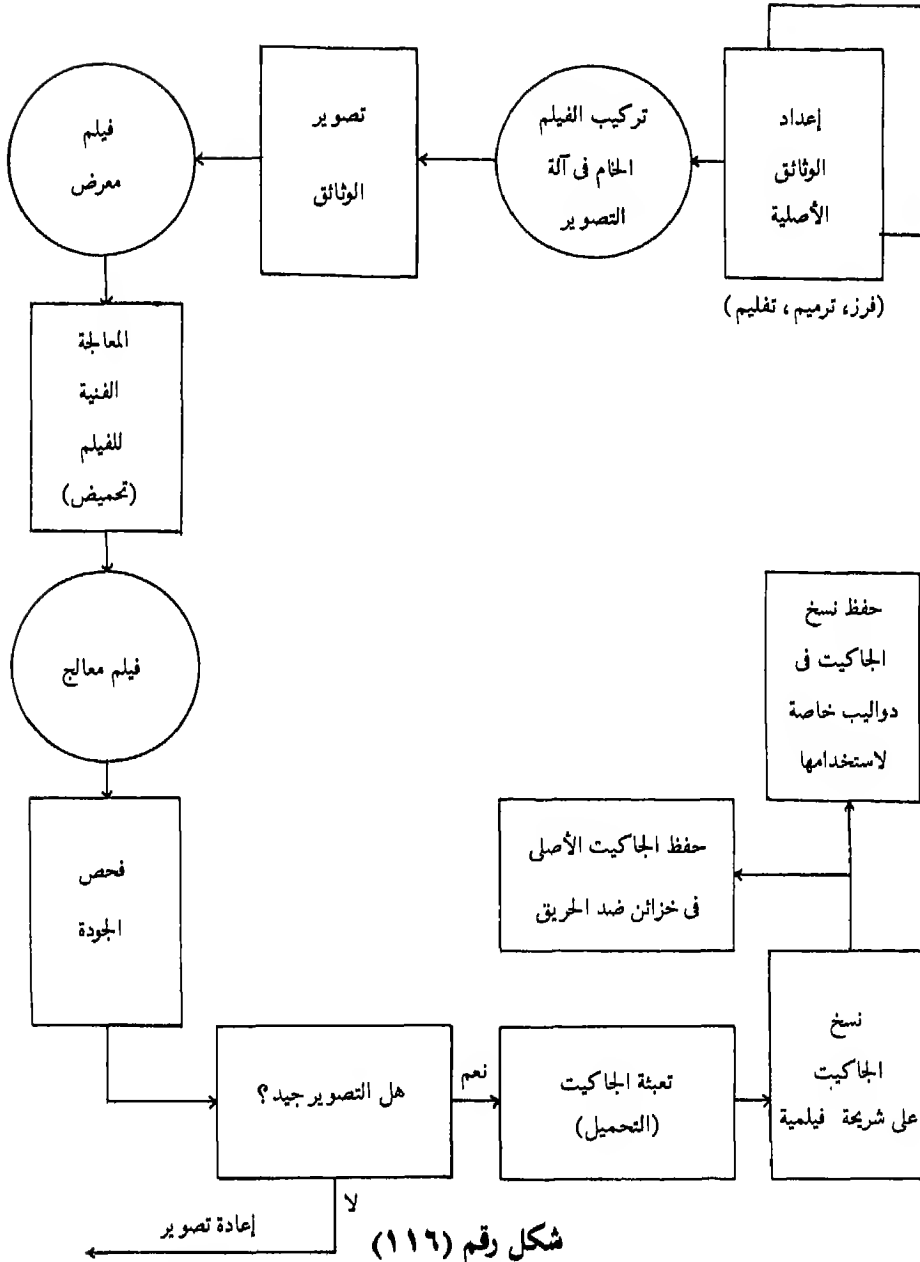 إعداد
الوثائق
الأصلية
(فرز، ترميم، تفليم)
تركيب الفيلم
الخام فى آلة
التصوير
تصوير
الوثائق
فيلم
معرض
المعالجة
الفنية
للفيلم
(تحميض)
فيلم معالج
فحص
الجودة
هل التصوير جيد؟
نعم
لا
إعادة تصوير
تعبئة الجاكيت
(التحميل)
نسخ
الجاكيت
على شريحة فيلمية
حفظ الجاكيت الأصلى
فى خزائن ضد الحريق
حفظ نسخ
الجاكيت فى
دواليب خاصة
لاستخدامها
شكل رقم (١١٦)